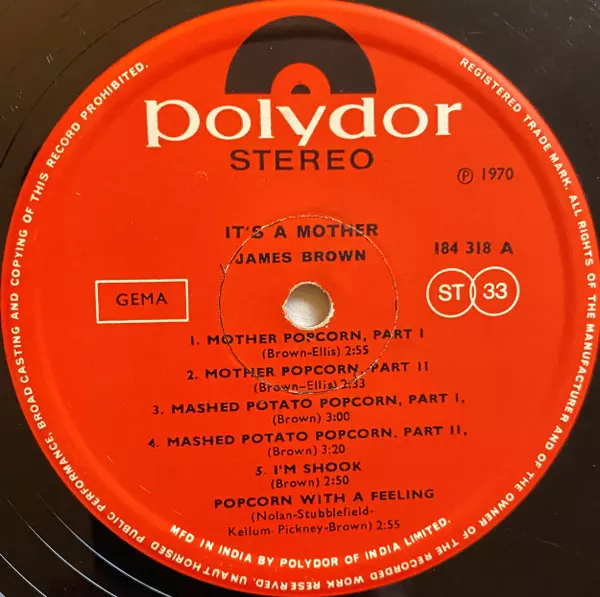 polydor
STEREO
℗ 1970
IT'S A MOTHER
JAMES BROWN
184 318 A
GEMA
ST 33
1. MOTHER POPCORN, PART I
(Brown-Ellis) 2:55
2. MOTHER POPCORN, PART II
(Brown-Ellis) 2:33
3. MASHED POTATO POPCORN, PART I,
(Brown) 3:00
4. MASHED POTATO POPCORN, PART II,
(Brown) 3:20
5. I'M SHOOK
(Brown) 2:50
POPCORN WITH A FEELING
(Nolan-Stubblefield-
Kellum-Pickney-Brown) 2:55
MFD IN INDIA BY POLYDOR OF INDIA LIMITED.
REGISTERED TRADE MARK. ALL RIGHTS OF THE MANUFACTURER AND OF THE OWNER OF THE RECORDED WORK RESERVED. UNAUTHORISED PUBLIC PERFORMANCE, BROAD CASTING AND COPYING OF THIS RECORD PROHIBITED.